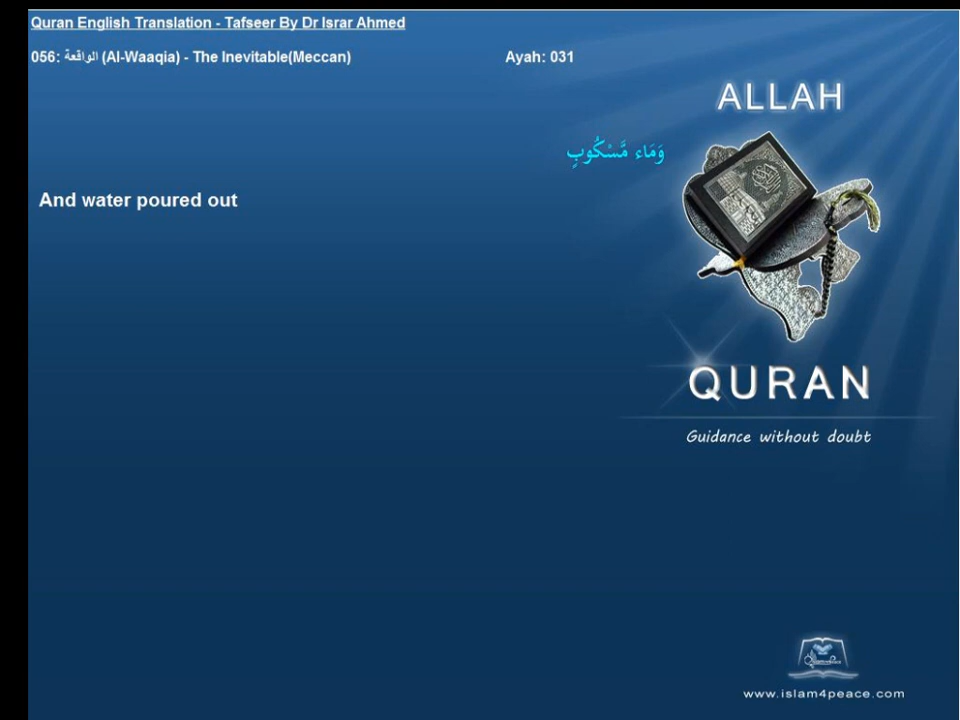 Quran English Translation - Tafseer By Dr Israr Ahmed
056: الواقعة (Al-Waaqia) - The Inevitable(Meccan) Ayah: 031
ALLAH
وَمَاء مَّسْكُوبٍ
And water poured out
QURAN
Guidance without doubt
www.islam4peace.com